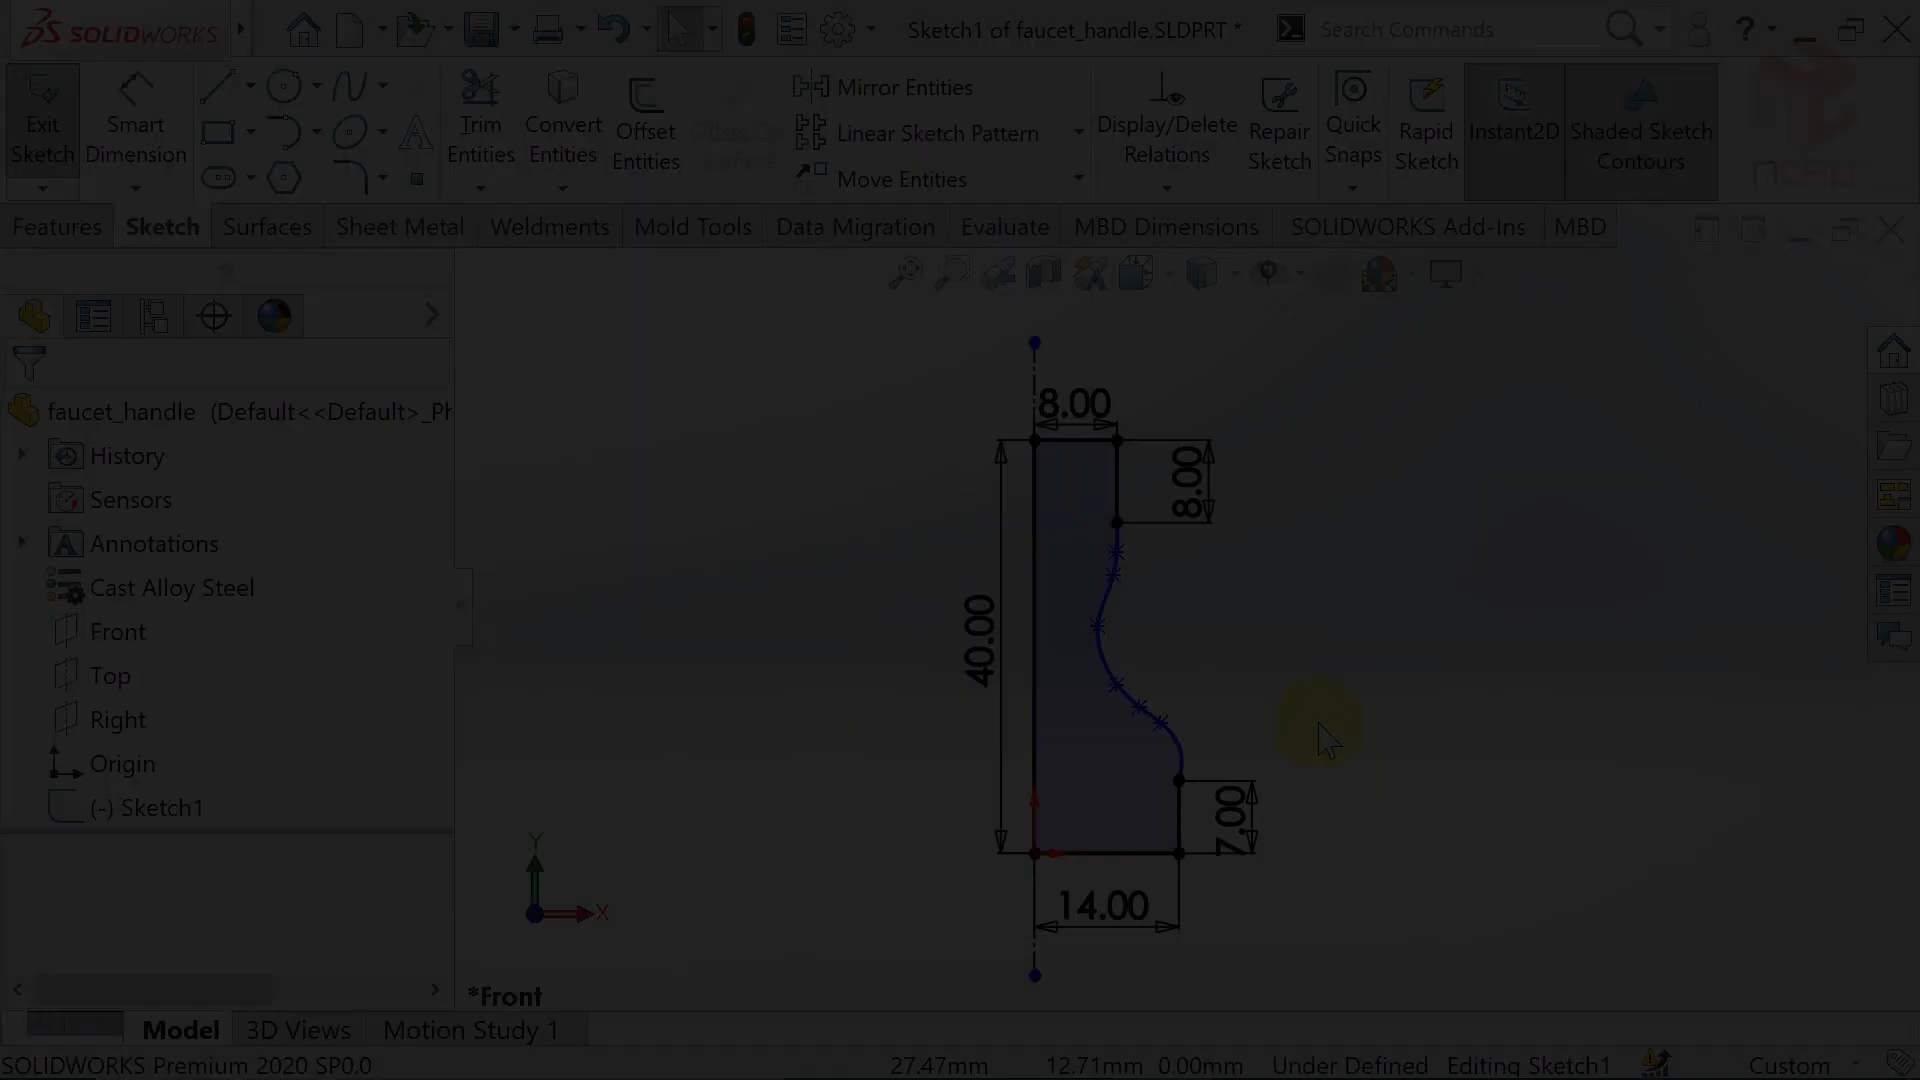 SOLIDWORKS
Sketch1 of faucet_handle.SLDPRT *
Search Commands
?
Exit Sketch
Smart Dimension
Trim Entities
Convert Entities
Offset Entities
Mirror Entities
Linear Sketch Pattern
Move Entities
Display/Delete Relations
Repair Sketch
Quick Snaps
Rapid Sketch
Instant2D
Shaded Sketch Contours
Features
Sketch
Surfaces
Sheet Metal
Weldments
Mold Tools
Data Migration
Evaluate
MBD Dimensions
SOLIDWORKS Add-Ins
MBD
faucet_handle (Default<<Default>_Ph
History
Sensors
Annotations
Cast Alloy Steel
Front
Top
Right
Origin
(-) Sketch1
8.00
8.00
40.00
7.00
14.00
Y
X
*Front
Model
3D Views
Motion Study 1
SOLIDWORKS Premium 2020 SP0.0
27.47mm
12.71mm
0.00mm
Under Defined
Editing Sketch1
Custom